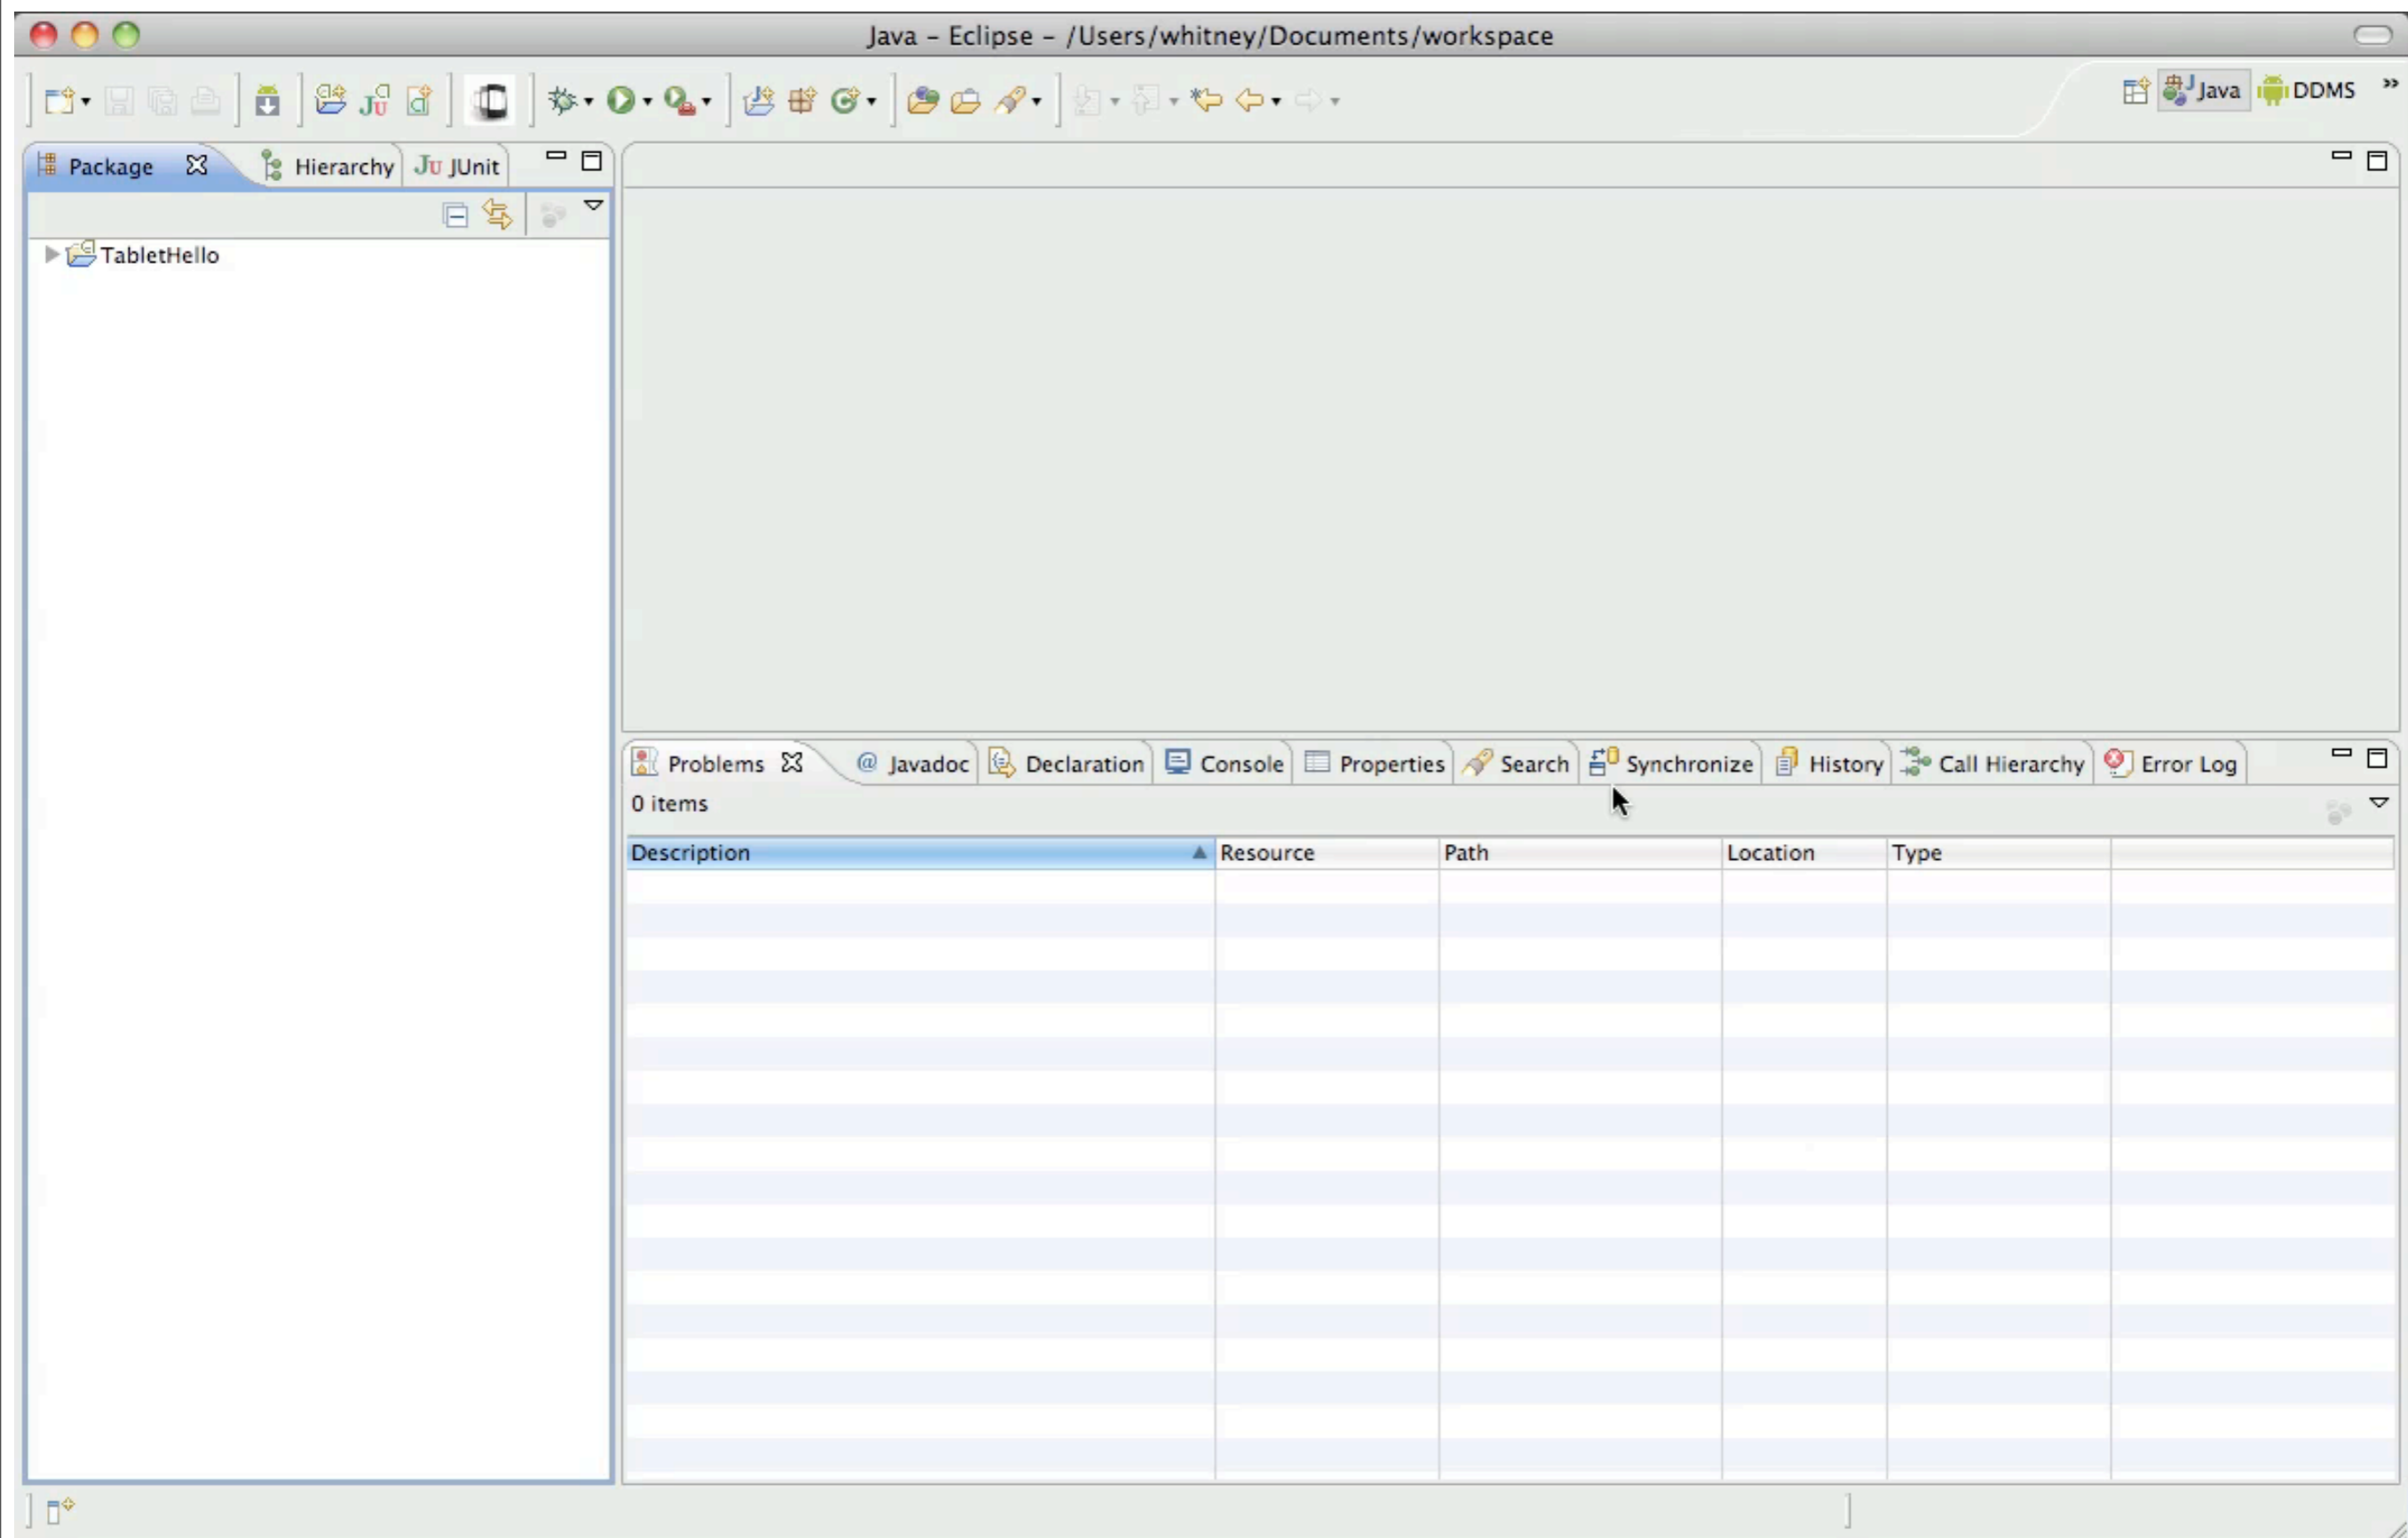 Java – Eclipse – /Users/whitney/Documents/workspace
Java DDMS »
Package Hierarchy JU JUnit
TabletHello
Problems @ Javadoc Declaration Console Properties Search Synchronize History Call Hierarchy Error Log
0 items
Description Resource Path Location Type